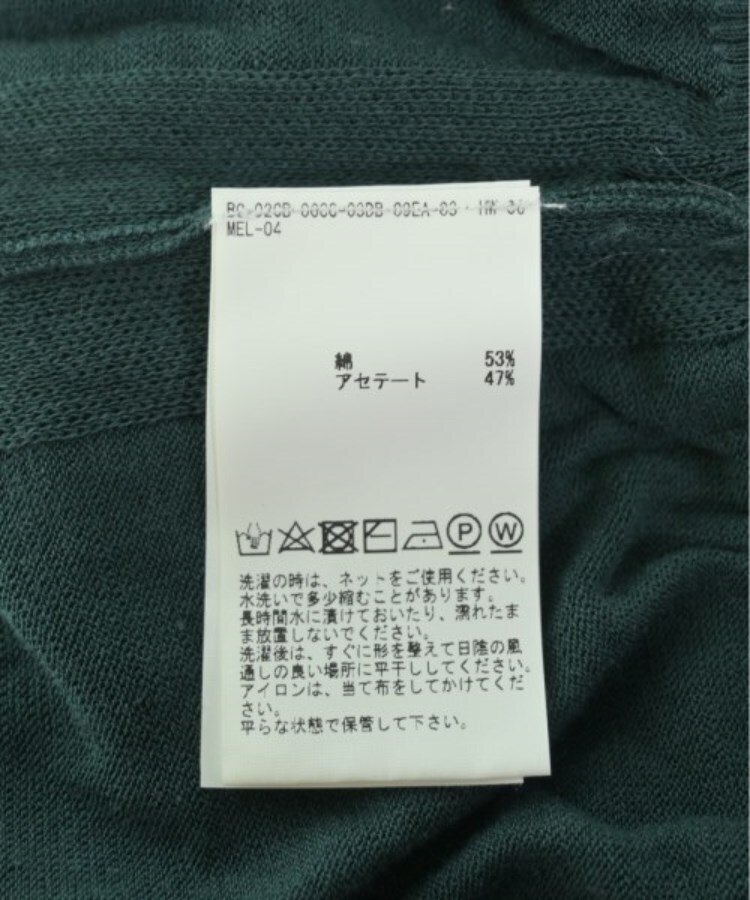 MEL-04
綿 53%
アセテート 47%
P W
洗濯の時は、ネットをご使用ください。
水洗いで多少縮むことがあります。
長時間水に漬けておいたり、濡れたま
ま放置しないでください。
洗濯後は、すぐに形を整えて日陰の風
通しの良い場所に平干ししてください。
アイロンは、当て布をしてかけてくだ
さい。
平らな状態で保管して下さい。